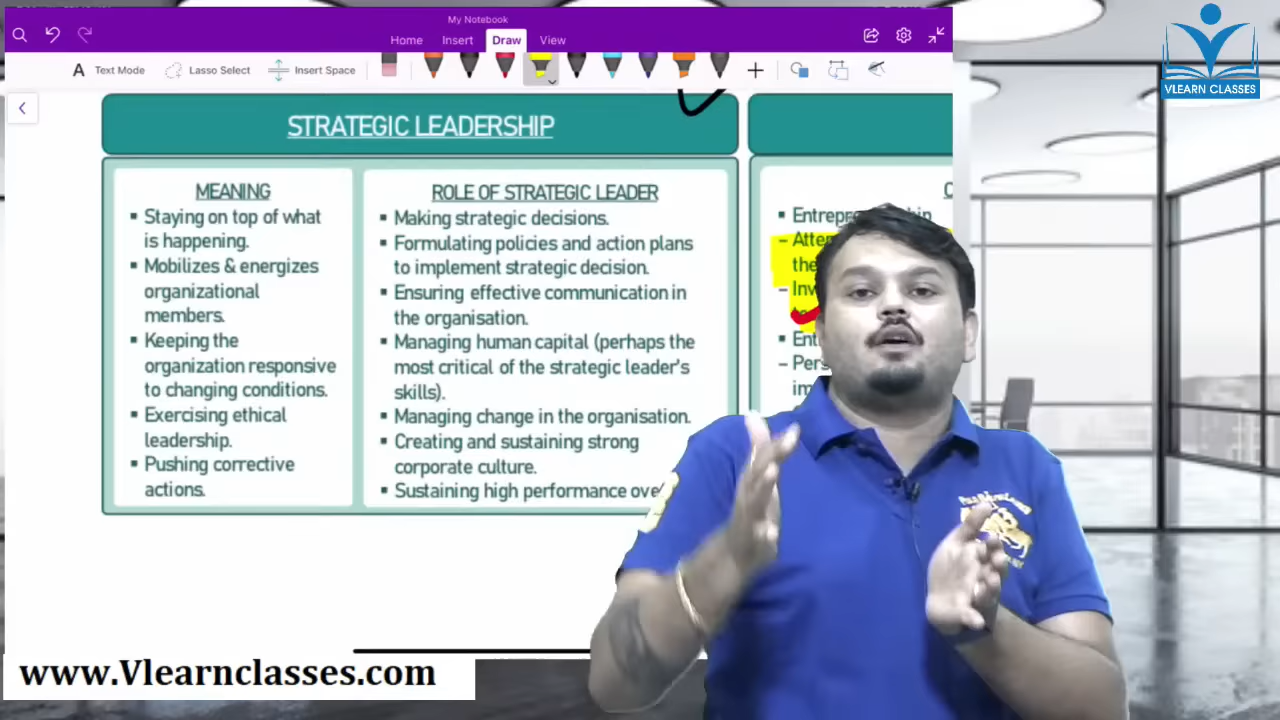 My Notebook
Home Insert Draw View
Text Mode Lasso Select Insert Space
VLEARN CLASSES
STRATEGIC LEADERSHIP
MEANING
▪ Staying on top of what
is happening.
▪ Mobilizes & energizes
organizational
members.
▪ Keeping the
organization responsive
to changing conditions.
▪ Exercising ethical
leadership.
▪ Pushing corrective
actions.
ROLE OF STRATEGIC LEADER
▪ Making strategic decisions.
▪ Formulating policies and action plans
to implement strategic decision.
▪ Ensuring effective communication in
the organisation.
▪ Managing human capital (perhaps the
most critical of the strategic leader's
skills).
▪ Managing change in the organisation.
▪ Creating and sustaining strong
corporate culture.
▪ Sustaining high performance
www.Vlearnclasses.com